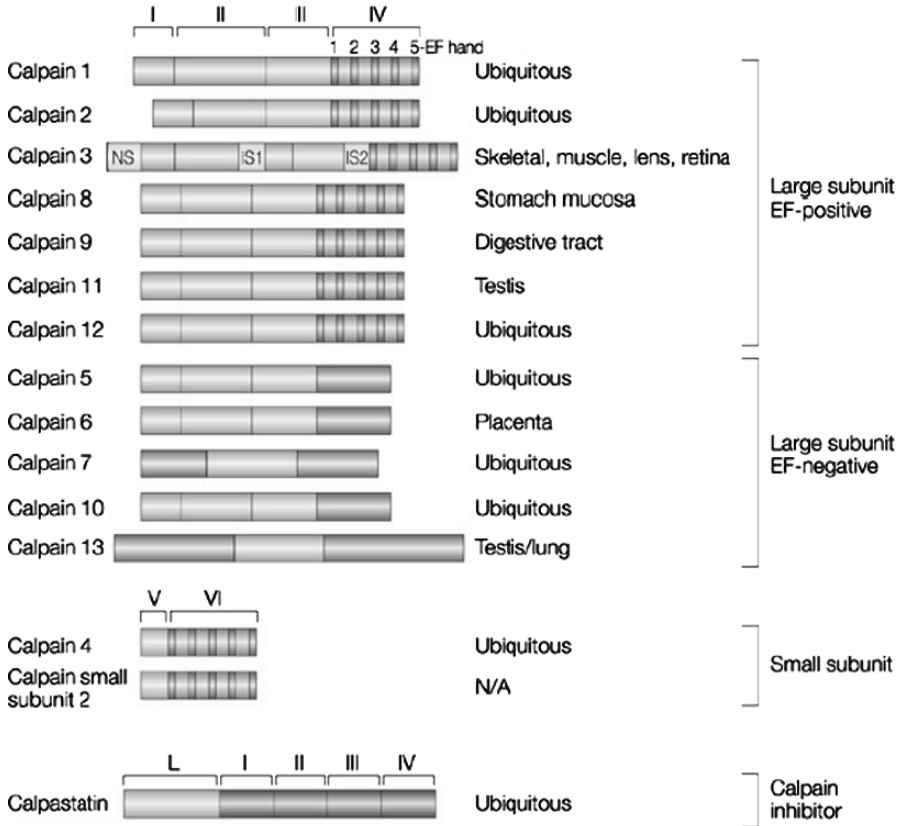 I II III IV
1 2 3 4 5-EF hand
Calpain 1 Ubiquitous
Calpain 2 Ubiquitous
Calpain 3 NS IS1 IS2 Skeletal, muscle, lens, retina
Calpain 8 Stomach mucosa
Large subunit
EF-positive
Calpain 9 Digestive tract
Calpain 11 Testis
Calpain 12 Ubiquitous
Calpain 5 Ubiquitous
Calpain 6 Placenta
Large subunit
EF-negative
Calpain 7 Ubiquitous
Calpain 10 Ubiquitous
Calpain 13 Testis/lung
V VI
Calpain 4 Ubiquitous
Small subunit
Calpain small
subunit 2 N/A
L I II III IV
Calpastatin Ubiquitous
Calpain
inhibitor